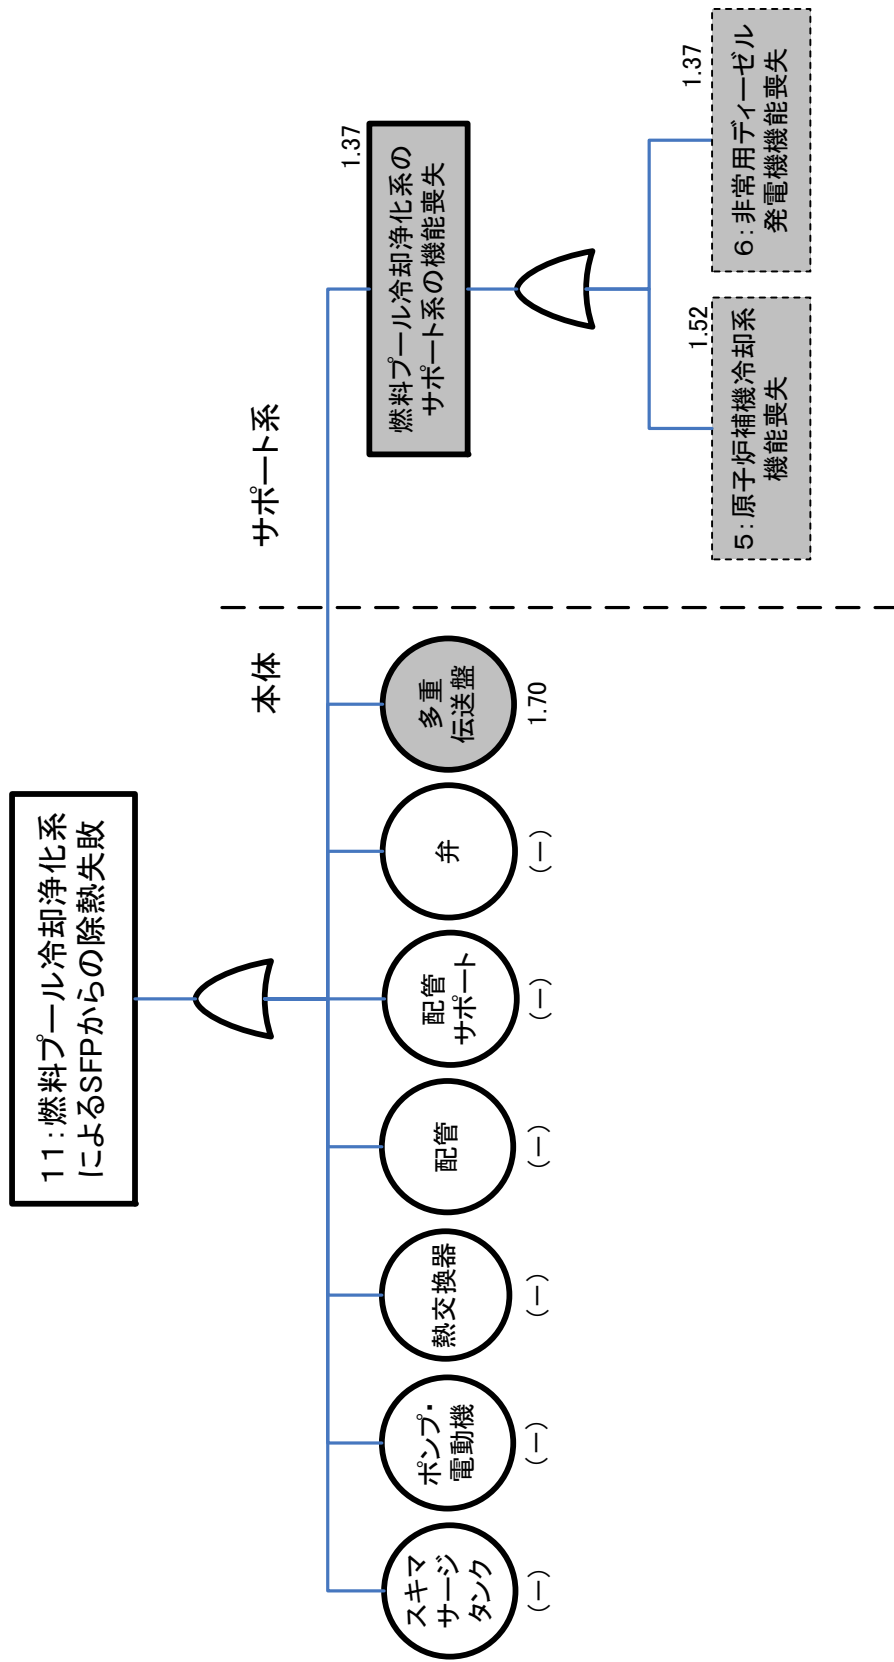 11:燃料プール冷却浄化系
によるSFPからの除熱失敗
本体
サポート系
スキマ
サージ
タンク
(－)
ポンプ・
電動機
(－)
熱交換器
(－)
配管
(－)
配管
サポート
(－)
弁
(－)
多重
伝送盤
1.70
1.37
燃料プール冷却浄化系の
サポート系の機能喪失
1.52
5:原子炉補機冷却系
機能喪失
1.37
6:非常用ディーゼル
発電機機能喪失